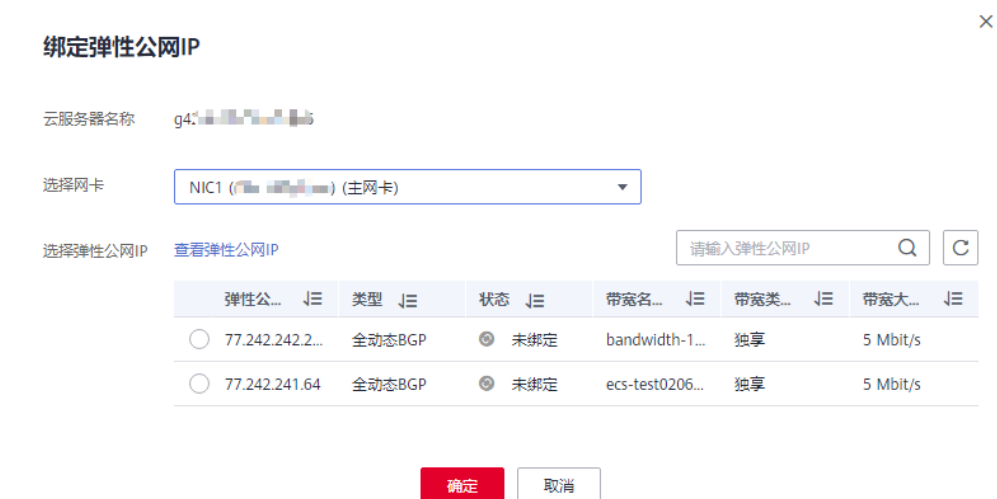 绑定弹性公网IP
云服务器名称
选择网卡 NIC1 ( ) (主网卡)
选择弹性公网IP 查看弹性公网IP 请输入弹性公网IP
弹性公... 类型 状态 带宽名... 带宽类... 带宽大...
77.242.242.2... 全动态BGP 未绑定 bandwidth-1... 独享 5 Mbit/s
77.242.241.64 全动态BGP 未绑定 ecs-test0206... 独享 5 Mbit/s
确定 取消